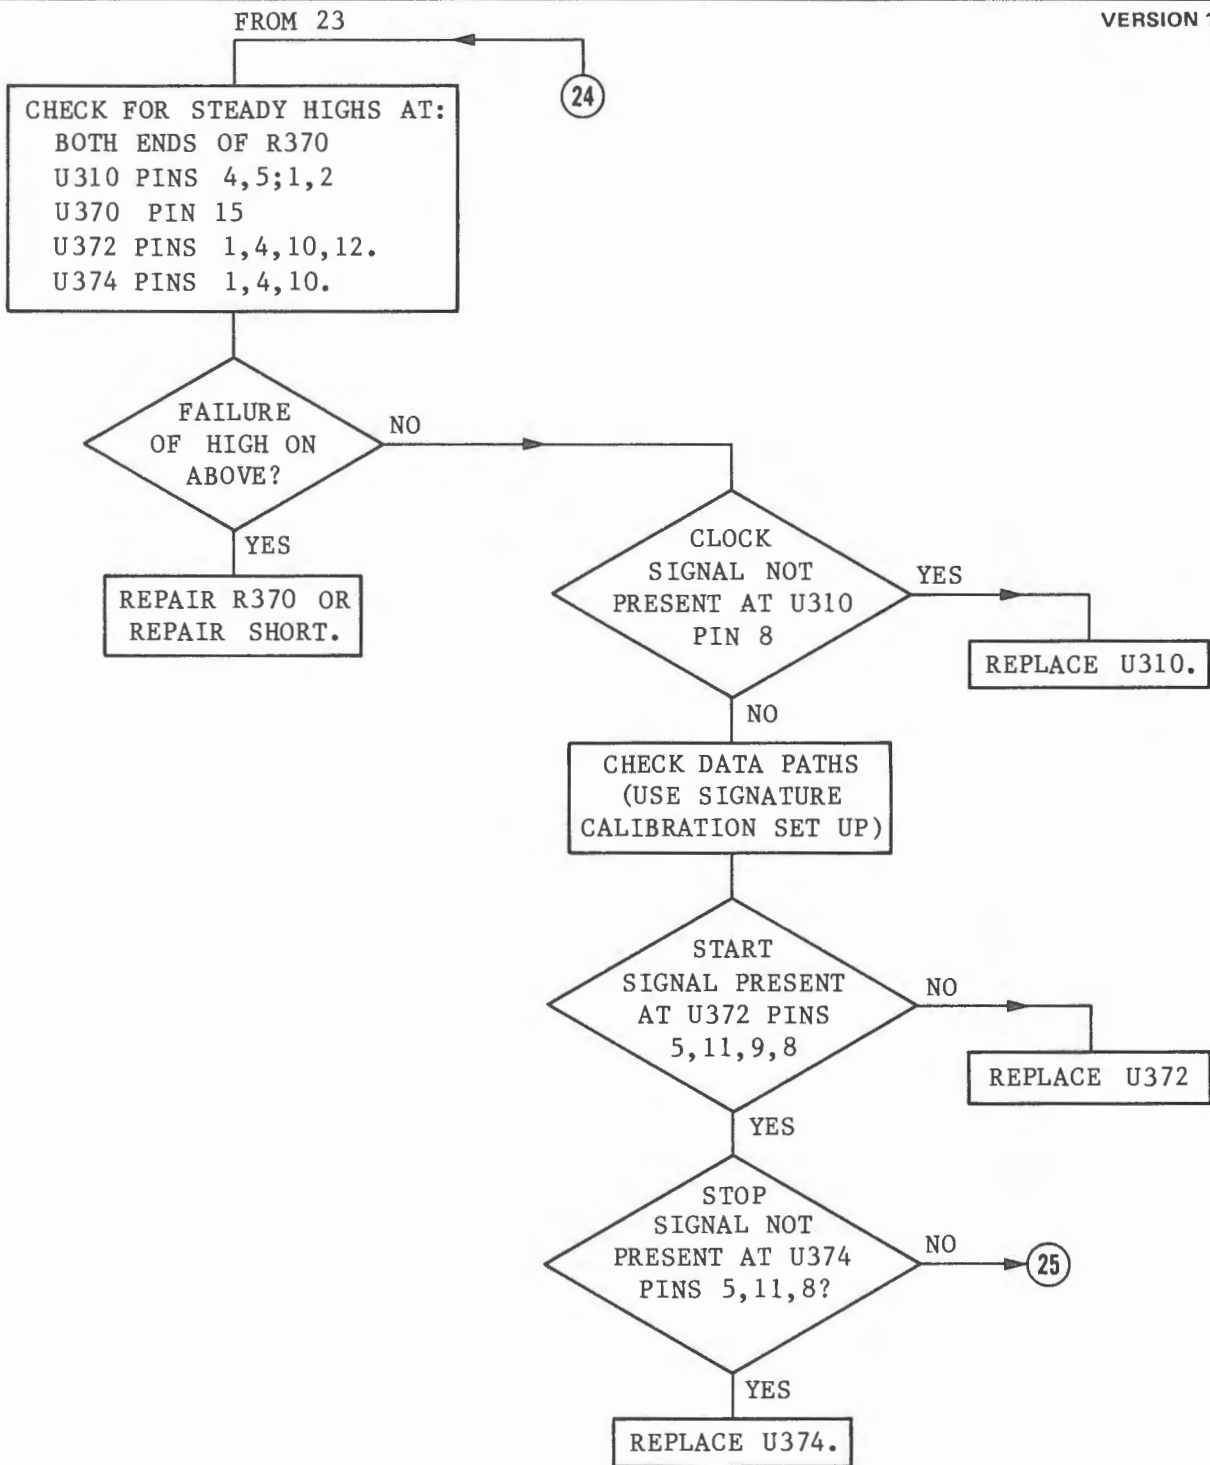 FROM 23
VERSION 1
24
CHECK FOR STEADY HIGHS AT:
BOTH ENDS OF R370
U310 PINS 4,5;1,2
U370 PIN 15
U372 PINS 1,4,10,12.
U374 PINS 1,4,10.
FAILURE
OF HIGH ON
ABOVE?
NO
YES
REPAIR R370 OR
REPAIR SHORT.
CLOCK
SIGNAL NOT
PRESENT AT U310
PIN 8
YES
REPLACE U310.
NO
CHECK DATA PATHS
(USE SIGNATURE
CALIBRATION SET UP)
START
SIGNAL PRESENT
AT U372 PINS
5,11,9,8
NO
REPLACE U372
YES
STOP
SIGNAL NOT
PRESENT AT U374
PINS 5,11,8?
NO
25
YES
REPLACE U374.